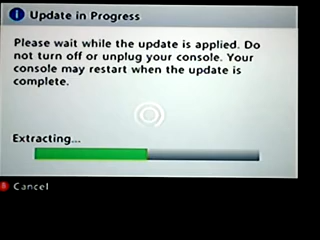 Update in Progress
Please wait while the update is applied. Do
not turn off or unplug your console. Your
console may restart when the update is
complete.
Extracting...
B Cancel